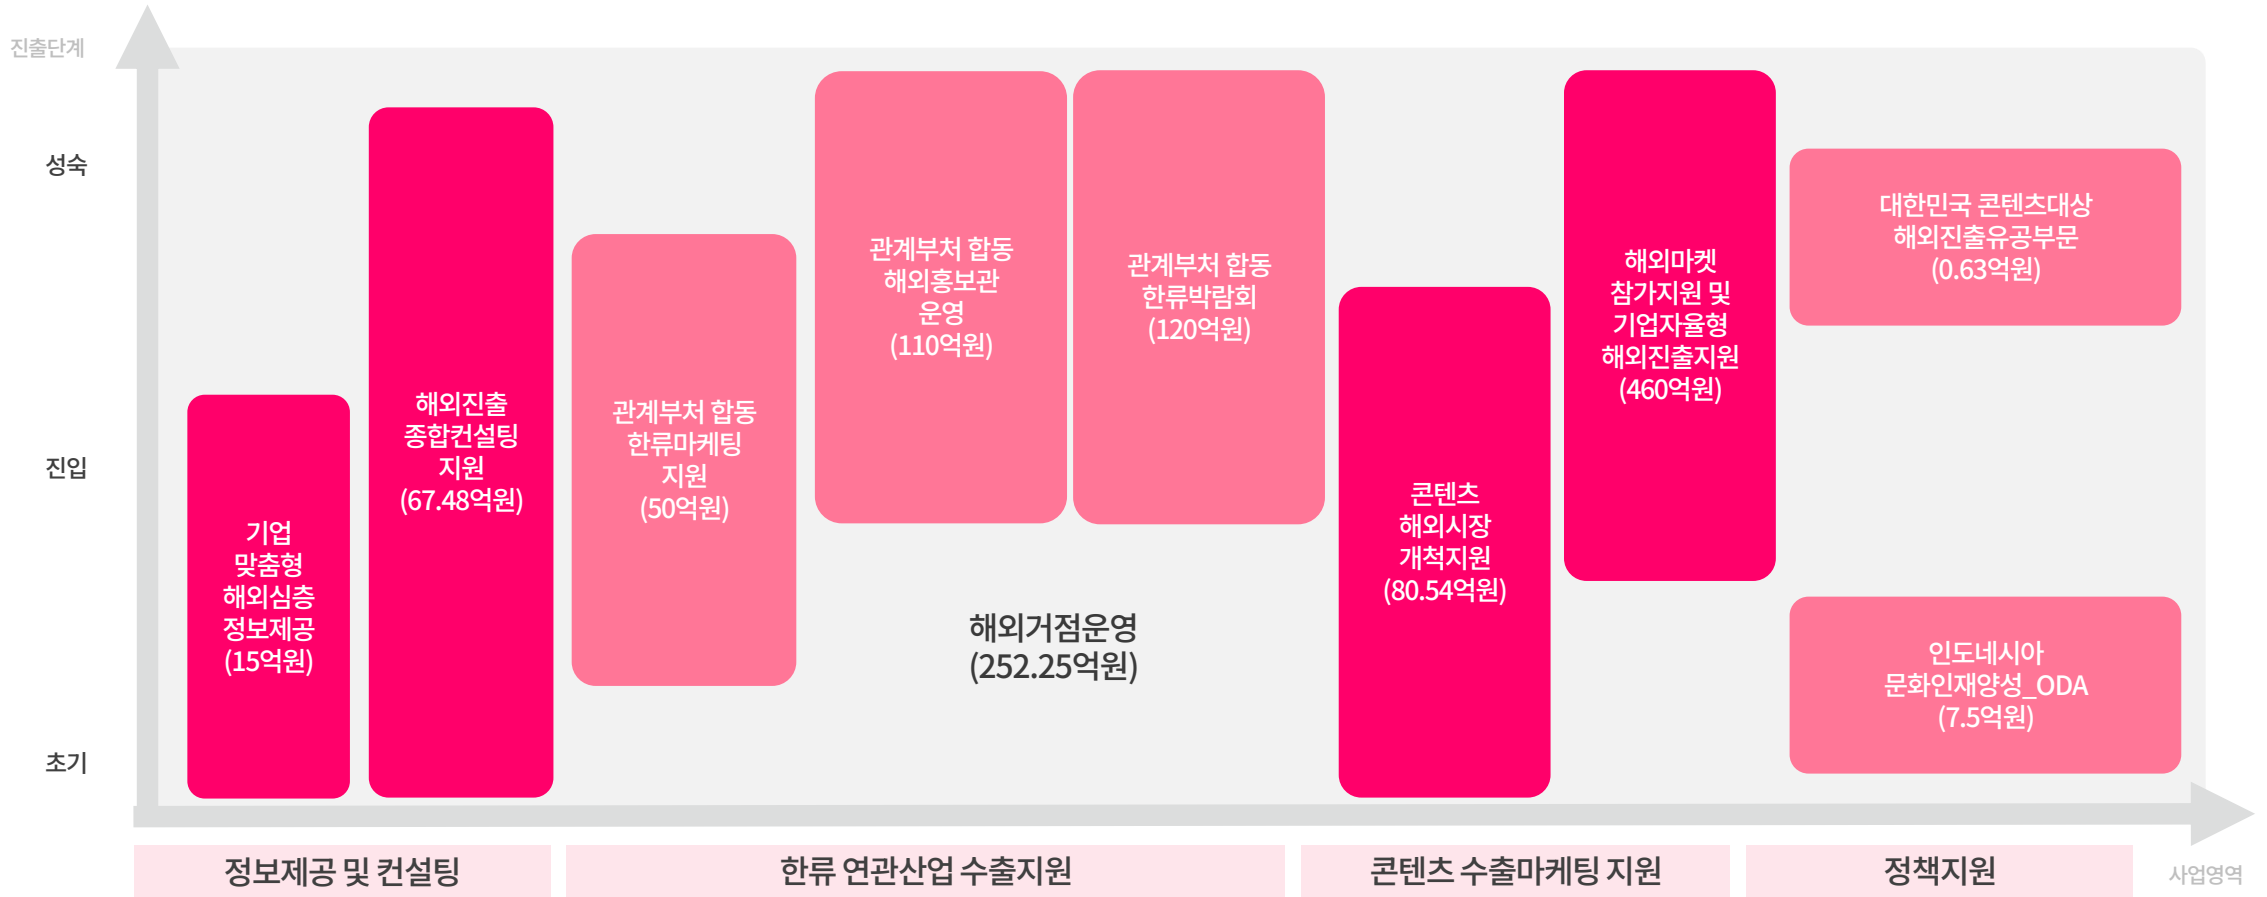 진출단계
성숙
진입
초기
기업
맞춤형
해외심층
정보제공
(15억원)
해외진출
종합컨설팅
지원
(67.48억원)
관계부처 합동
한류마케팅
지원
(50억원)
관계부처 합동
해외홍보관
운영
(110억원)
관계부처 합동
한류박람회
(120억원)
해외거점운영
(252.25억원)
콘텐츠
해외시장
개척지원
(80.54억원)
해외마켓
참가지원 및
기업자율형
해외진출지원
(460억원)
대한민국 콘텐츠대상
해외진출유공부문
(0.63억원)
인도네시아
문화인재양성_ODA
(7.5억원)
정보제공 및 컨설팅
한류 연관산업 수출지원
콘텐츠 수출마케팅 지원
정책지원
사업영역